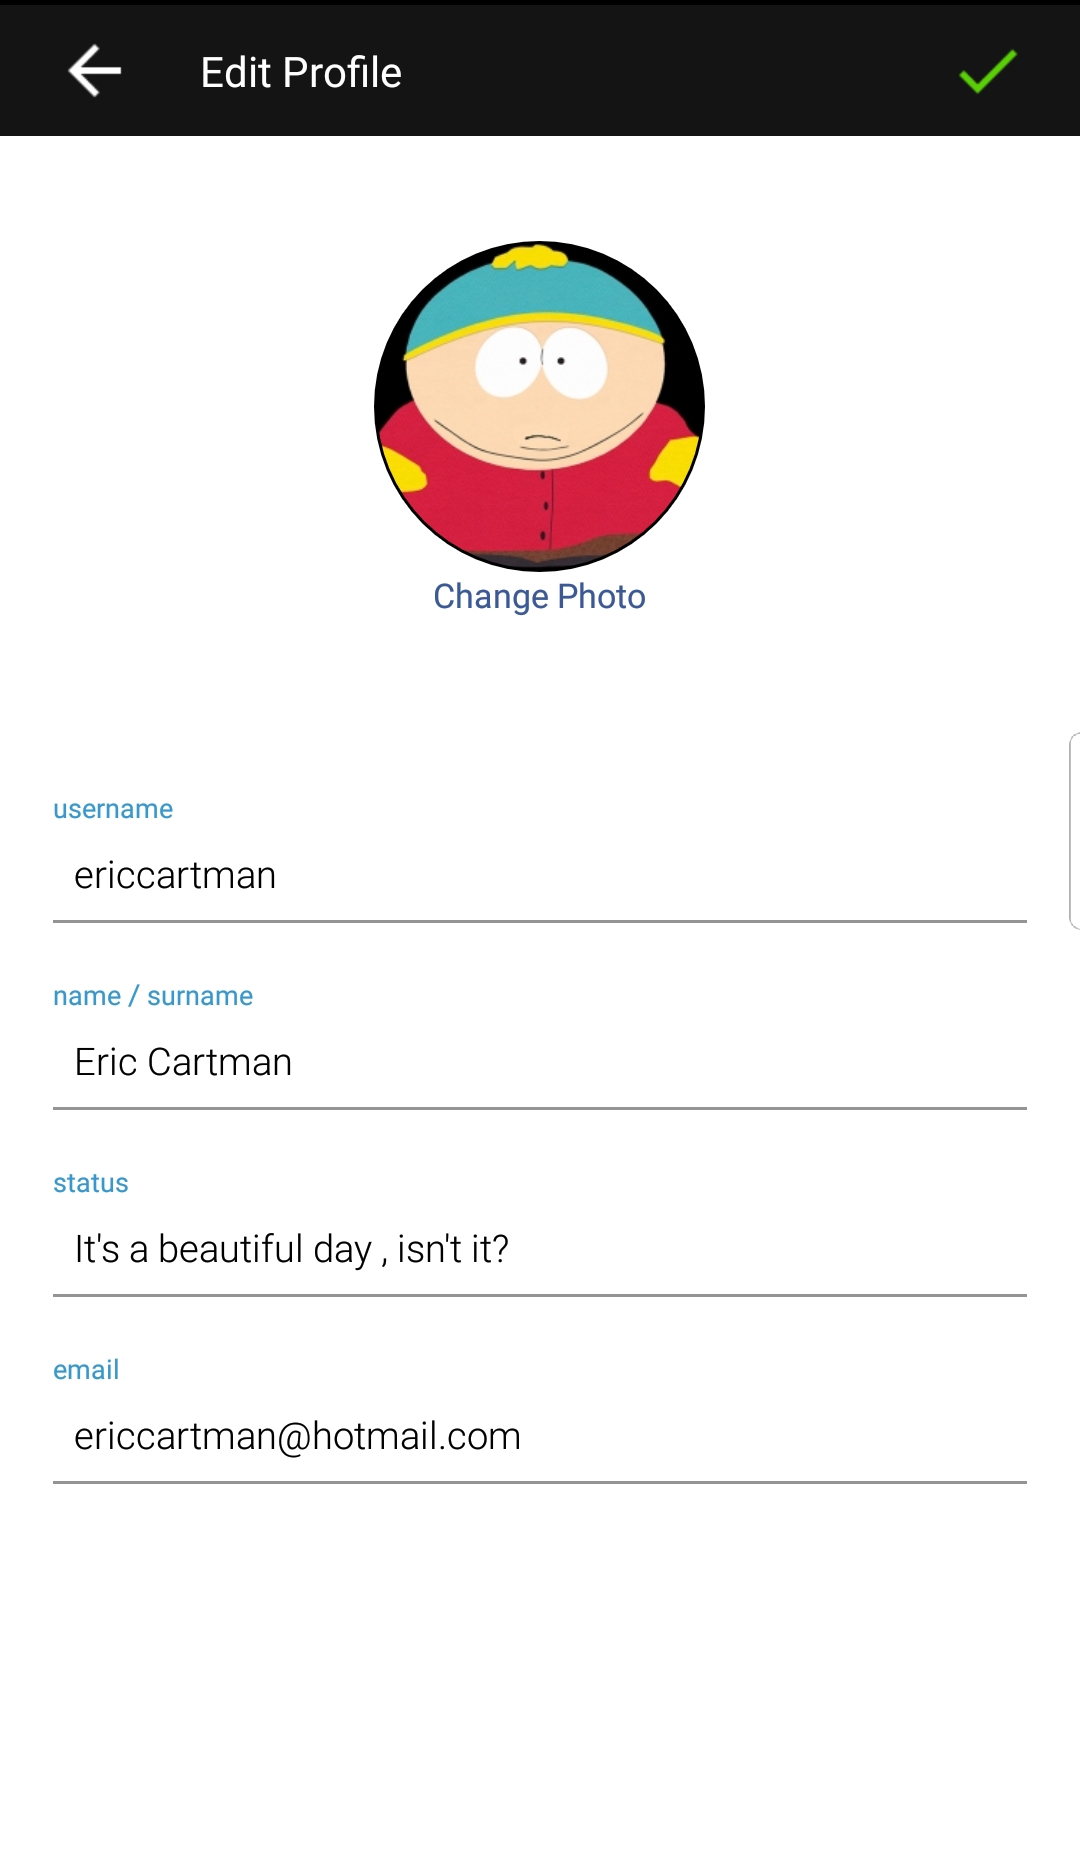 Edit Profile
Change Photo
username
ericcartman
name / surname
Eric Cartman
status
It's a beautiful day , isn't it?
email
ericcartman@hotmail.com